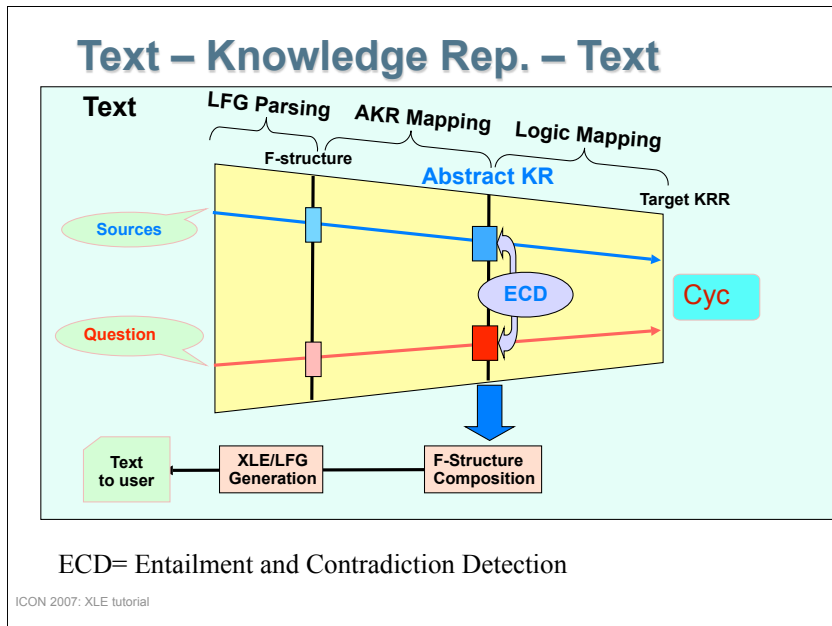 Text – Knowledge Rep. – Text
Text
LFG Parsing
AKR Mapping
Logic Mapping
F-structure
Abstract KR
Target KRR
Sources
ECD
Cyc
Question
Text
to user
XLE/LFG
Generation
F-Structure
Composition
ECD= Entailment and Contradiction Detection
ICON 2007: XLE tutorial